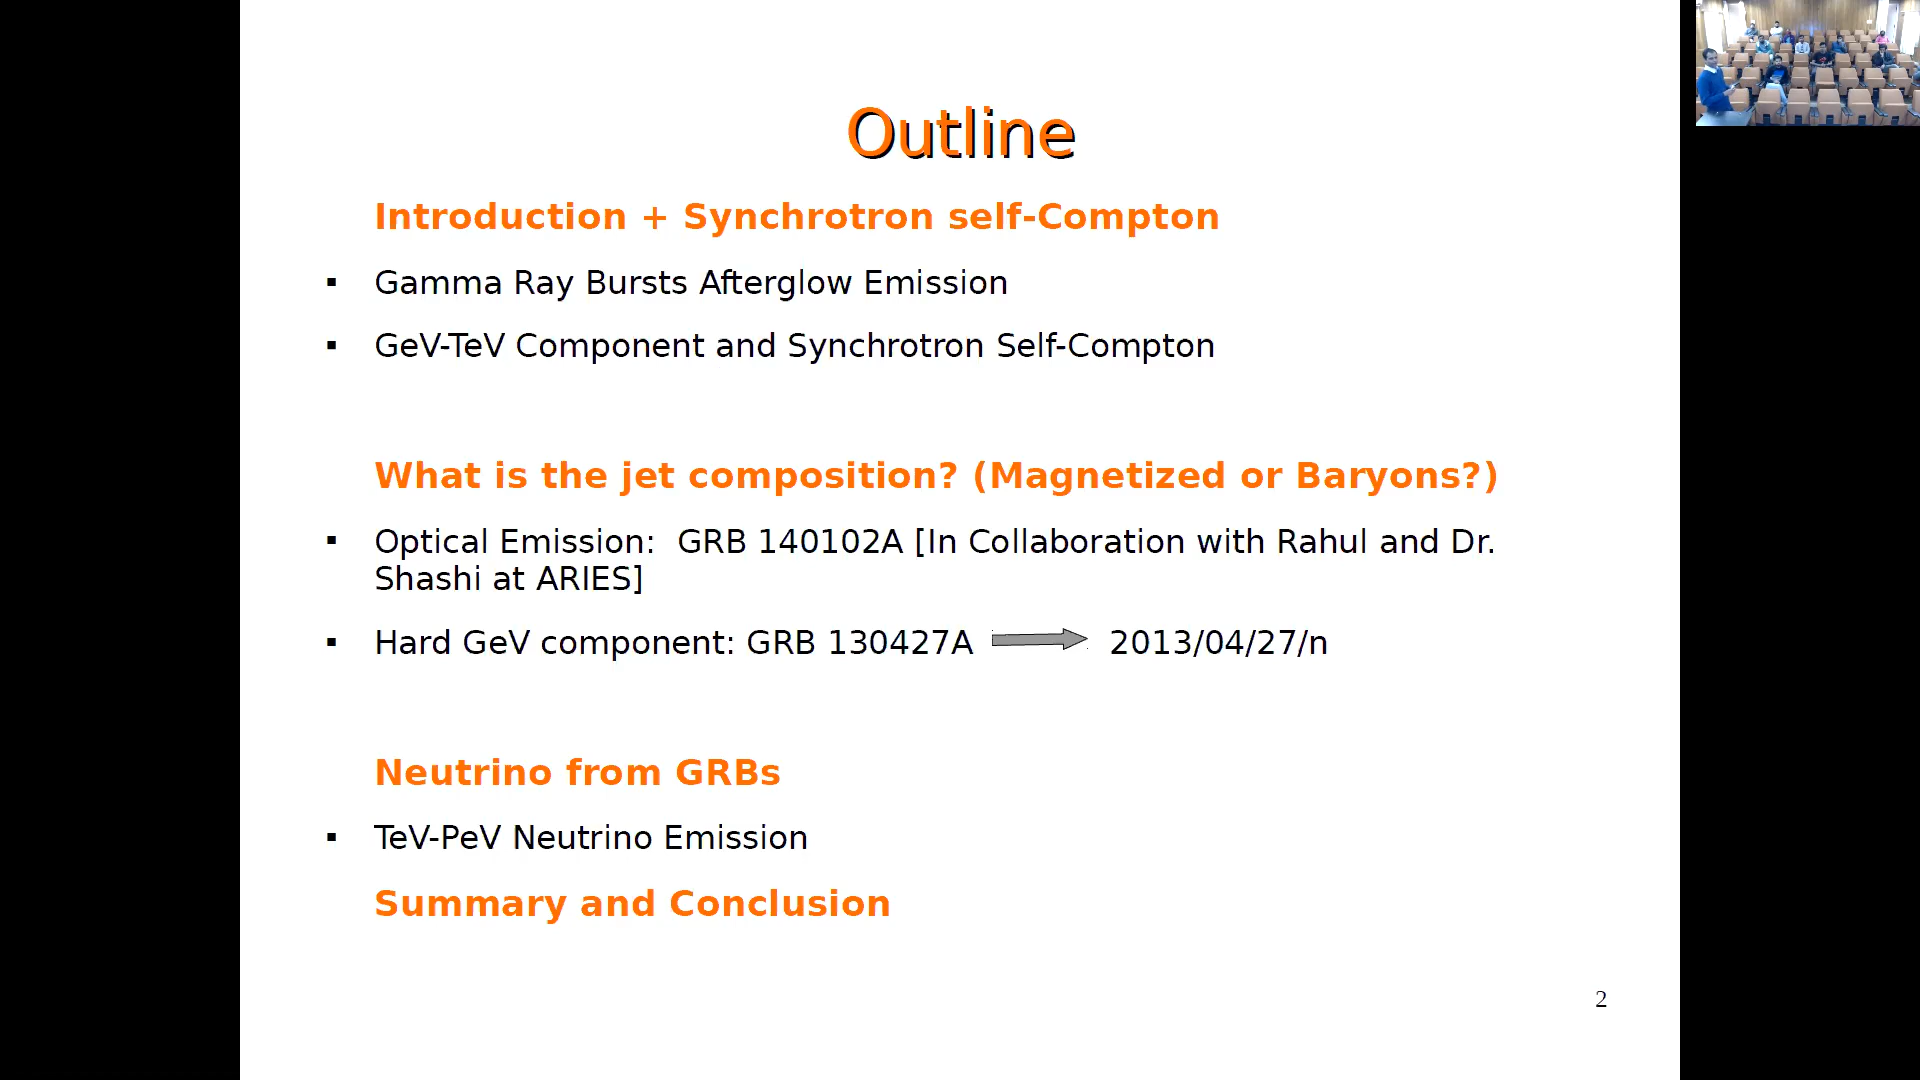 Outline
Introduction + Synchrotron self-Compton
▪ Gamma Ray Bursts Afterglow Emission
▪ GeV-TeV Component and Synchrotron Self-Compton
What is the jet composition? (Magnetized or Baryons?)
▪ Optical Emission:  GRB 140102A [In Collaboration with Rahul and Dr.
Shashi at ARIES]
▪ Hard GeV component: GRB 130427A 2013/04/27/n
Neutrino from GRBs
▪ TeV-PeV Neutrino Emission
Summary and Conclusion
2